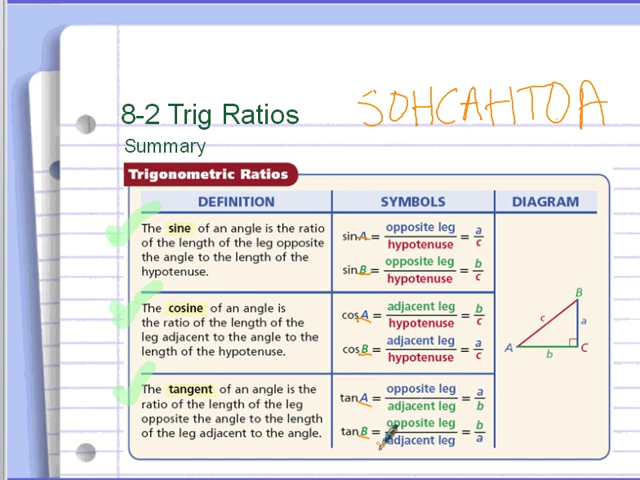 SOHCAHTOA
8-2 Trig Ratios
Summary
Trigonometric Ratios
DEFINITION
SYMBOLS
DIAGRAM
The sine of an angle is the ratio
of the length of the leg opposite
the angle to the length of the
hypotenuse.
sin A = opposite leg / hypotenuse = a / c
sin B = opposite leg / hypotenuse = b / c
The cosine of an angle is
the ratio of the length of the
leg adjacent to the angle to the
length of the hypotenuse.
cos A = adjacent leg / hypotenuse = b / c
cos B = adjacent leg / hypotenuse = a / c
The tangent of an angle is the
ratio of the length of the leg
opposite the angle to the length
of the leg adjacent to the angle.
tan A = opposite leg / adjacent leg = a / b
tan B = opposite leg / adjacent leg = b / a
B
c
a
A
b
C